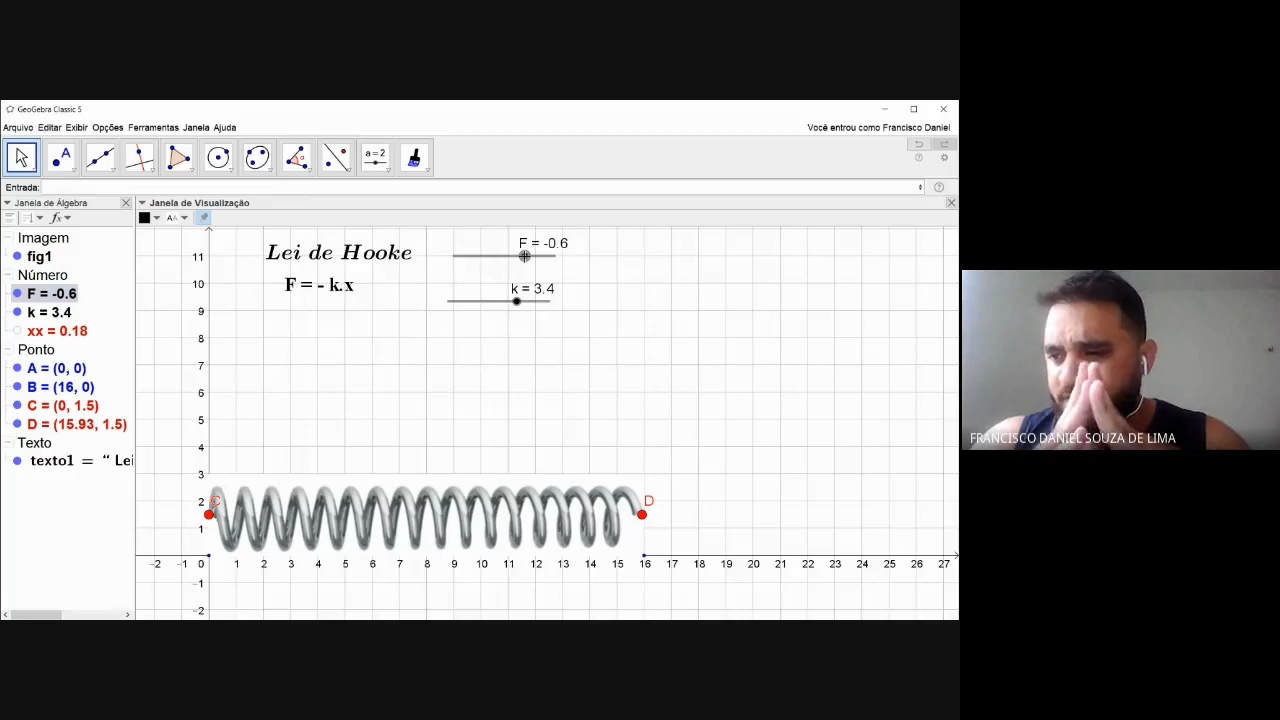 GeoGebra Classic 5
Arquivo Editar Exibir Opções Ferramentas Janela Ajuda
Você entrou como Francisco Daniel
A
a=2
Entrada:
Janela de Álgebra
Janela de Visualização
AA
fx
Imagem
fig1
Número
F = -0.6
k = 3.4
xx = 0.18
Ponto
A = (0, 0)
B = (16, 0)
C = (0, 1.5)
D = (15.93, 1.5)
Texto
texto1 = “ Lei
Lei de Hooke
F = - k.x
F = -0.6
k = 3.4
11
10
9
8
7
6
5
4
3
2
1
−1
−2
C
D
−2 −1 0 1 2 3 4 5 6 7 8 9 10 11 12 13 14 15 16 17 18 19 20 21 22 23 24 25 26 27
FRANCISCO DANIEL SOUZA DE LIMA